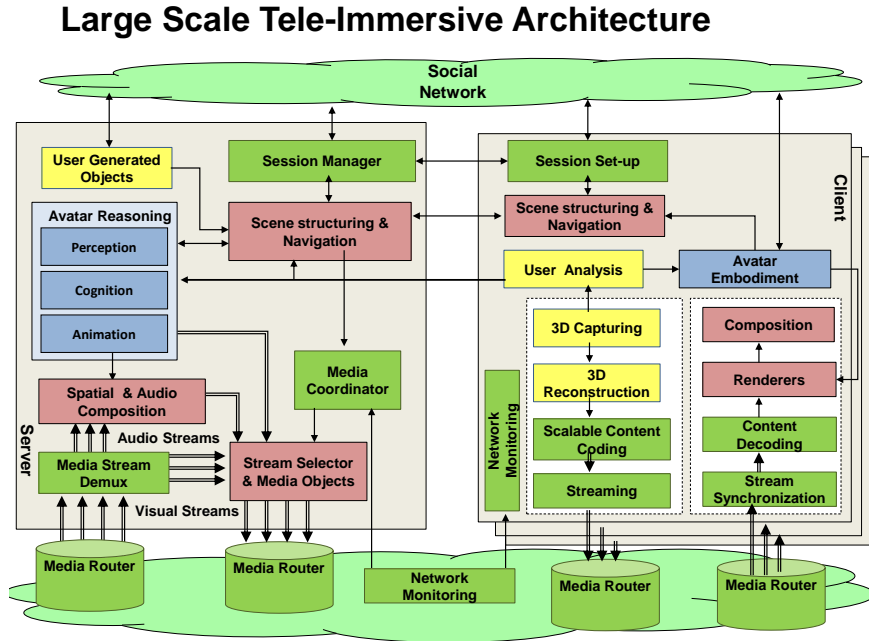 Large Scale Tele-Immersive Architecture
Social
Network
User Generated
Objects
Session Manager
Session Set-up
Client
Avatar Reasoning
Perception
Cognition
Animation
Scene structuring &
Navigation
Scene structuring &
Navigation
User Analysis
Avatar
Embodiment
3D Capturing
Composition
Media
Coordinator
3D
Reconstruction
Renderers
Spatial & Audio
Composition
Network
Monitoring
Scalable Content
Coding
Content
Decoding
Server
Audio Streams
Media Stream
Demux
Stream Selector
& Media Objects
Streaming
Stream
Synchronization
Visual Streams
Media Router
Media Router
Network
Monitoring
Media Router
Media Router